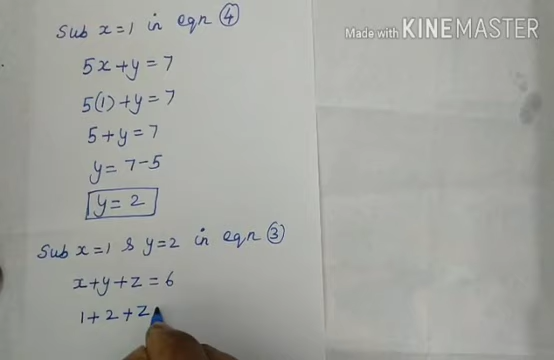 Sub x=1 in eqn ④
Made with KINEMASTER
5x+y=7
5(1)+y=7
5+y=7
y=7-5
y=2
Sub x=1 & y=2 in eqn ③
x+y+z=6
1+2+z